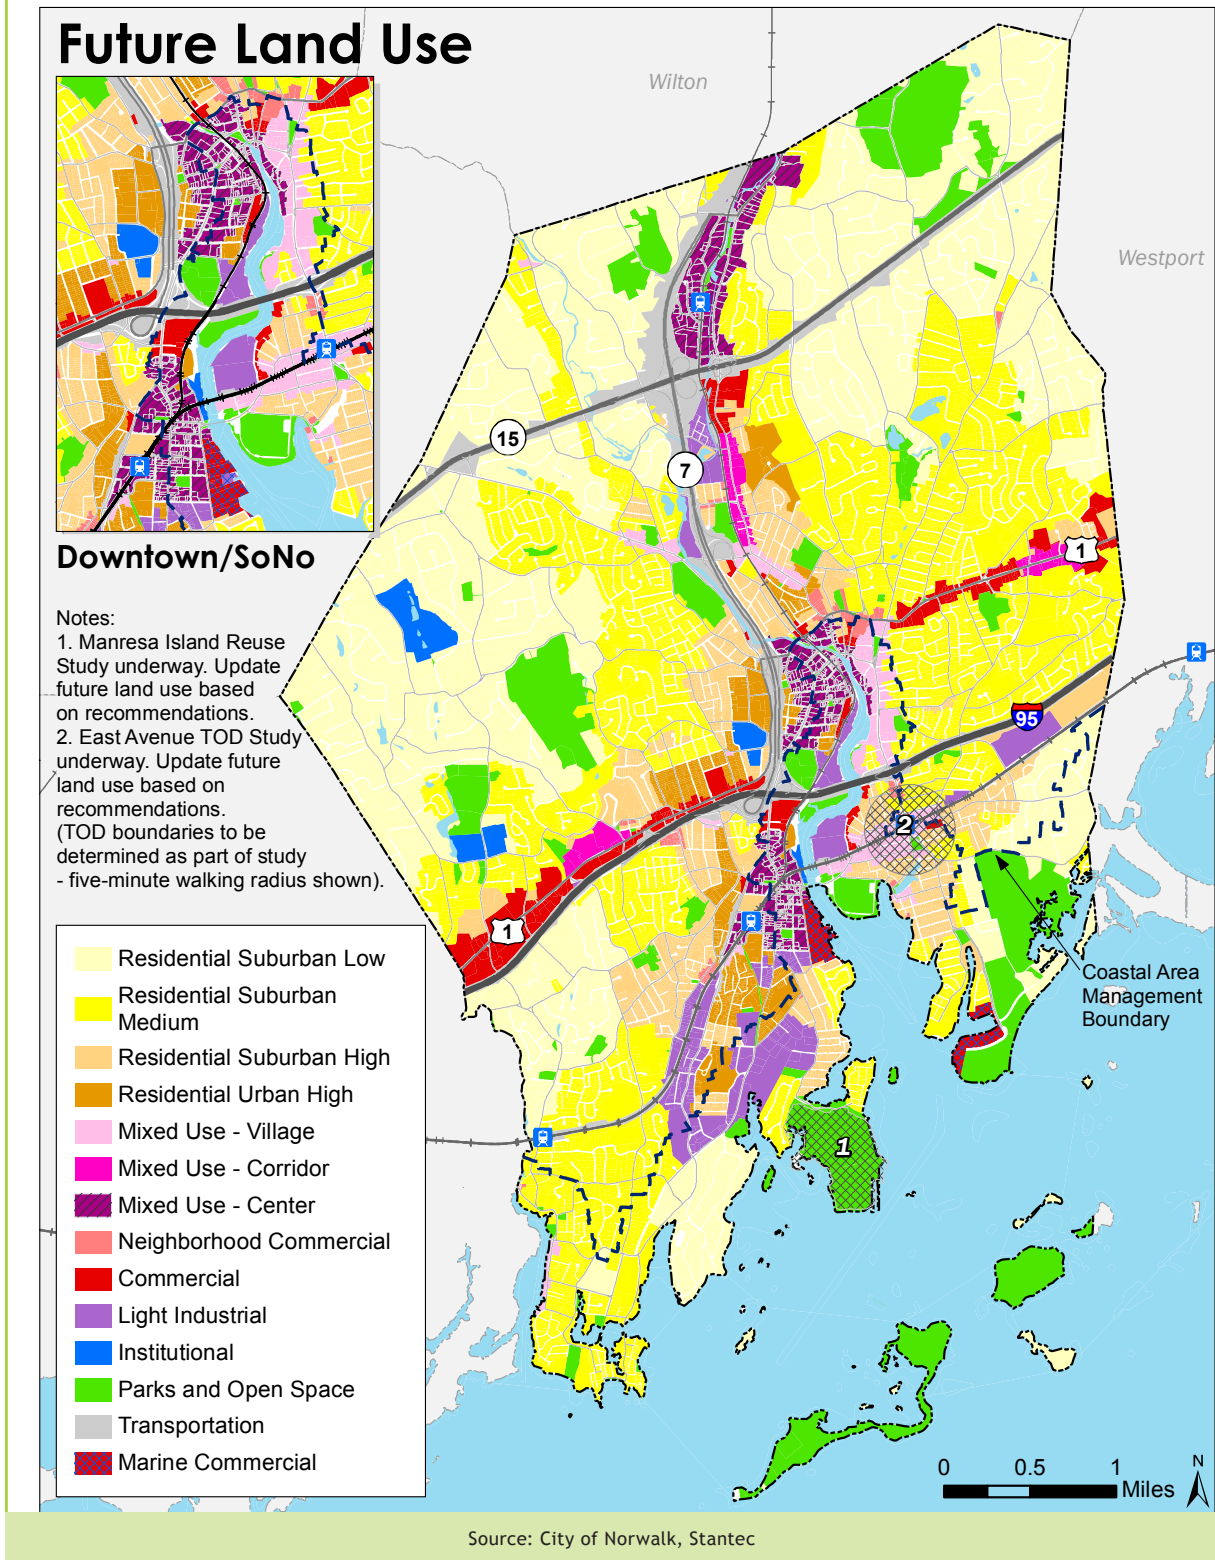 Future Land Use
Wilton
Westport
15
7
1
95
2
1
1
Downtown/SoNo
Notes:
1. Manresa Island Reuse
Study underway. Update
future land use based
on recommendations.
2. East Avenue TOD Study
underway. Update future
land use based on
recommendations.
(TOD boundaries to be
determined as part of study
- five-minute walking radius shown).
Coastal Area
Management
Boundary
Residential Suburban Low
Residential Suburban
Medium
Residential Suburban High
Residential Urban High
Mixed Use - Village
Mixed Use - Corridor
Mixed Use - Center
Neighborhood Commercial
Commercial
Light Industrial
Institutional
Parks and Open Space
Transportation
Marine Commercial
0 0.5 1
Miles
N
Source: City of Norwalk, Stantec